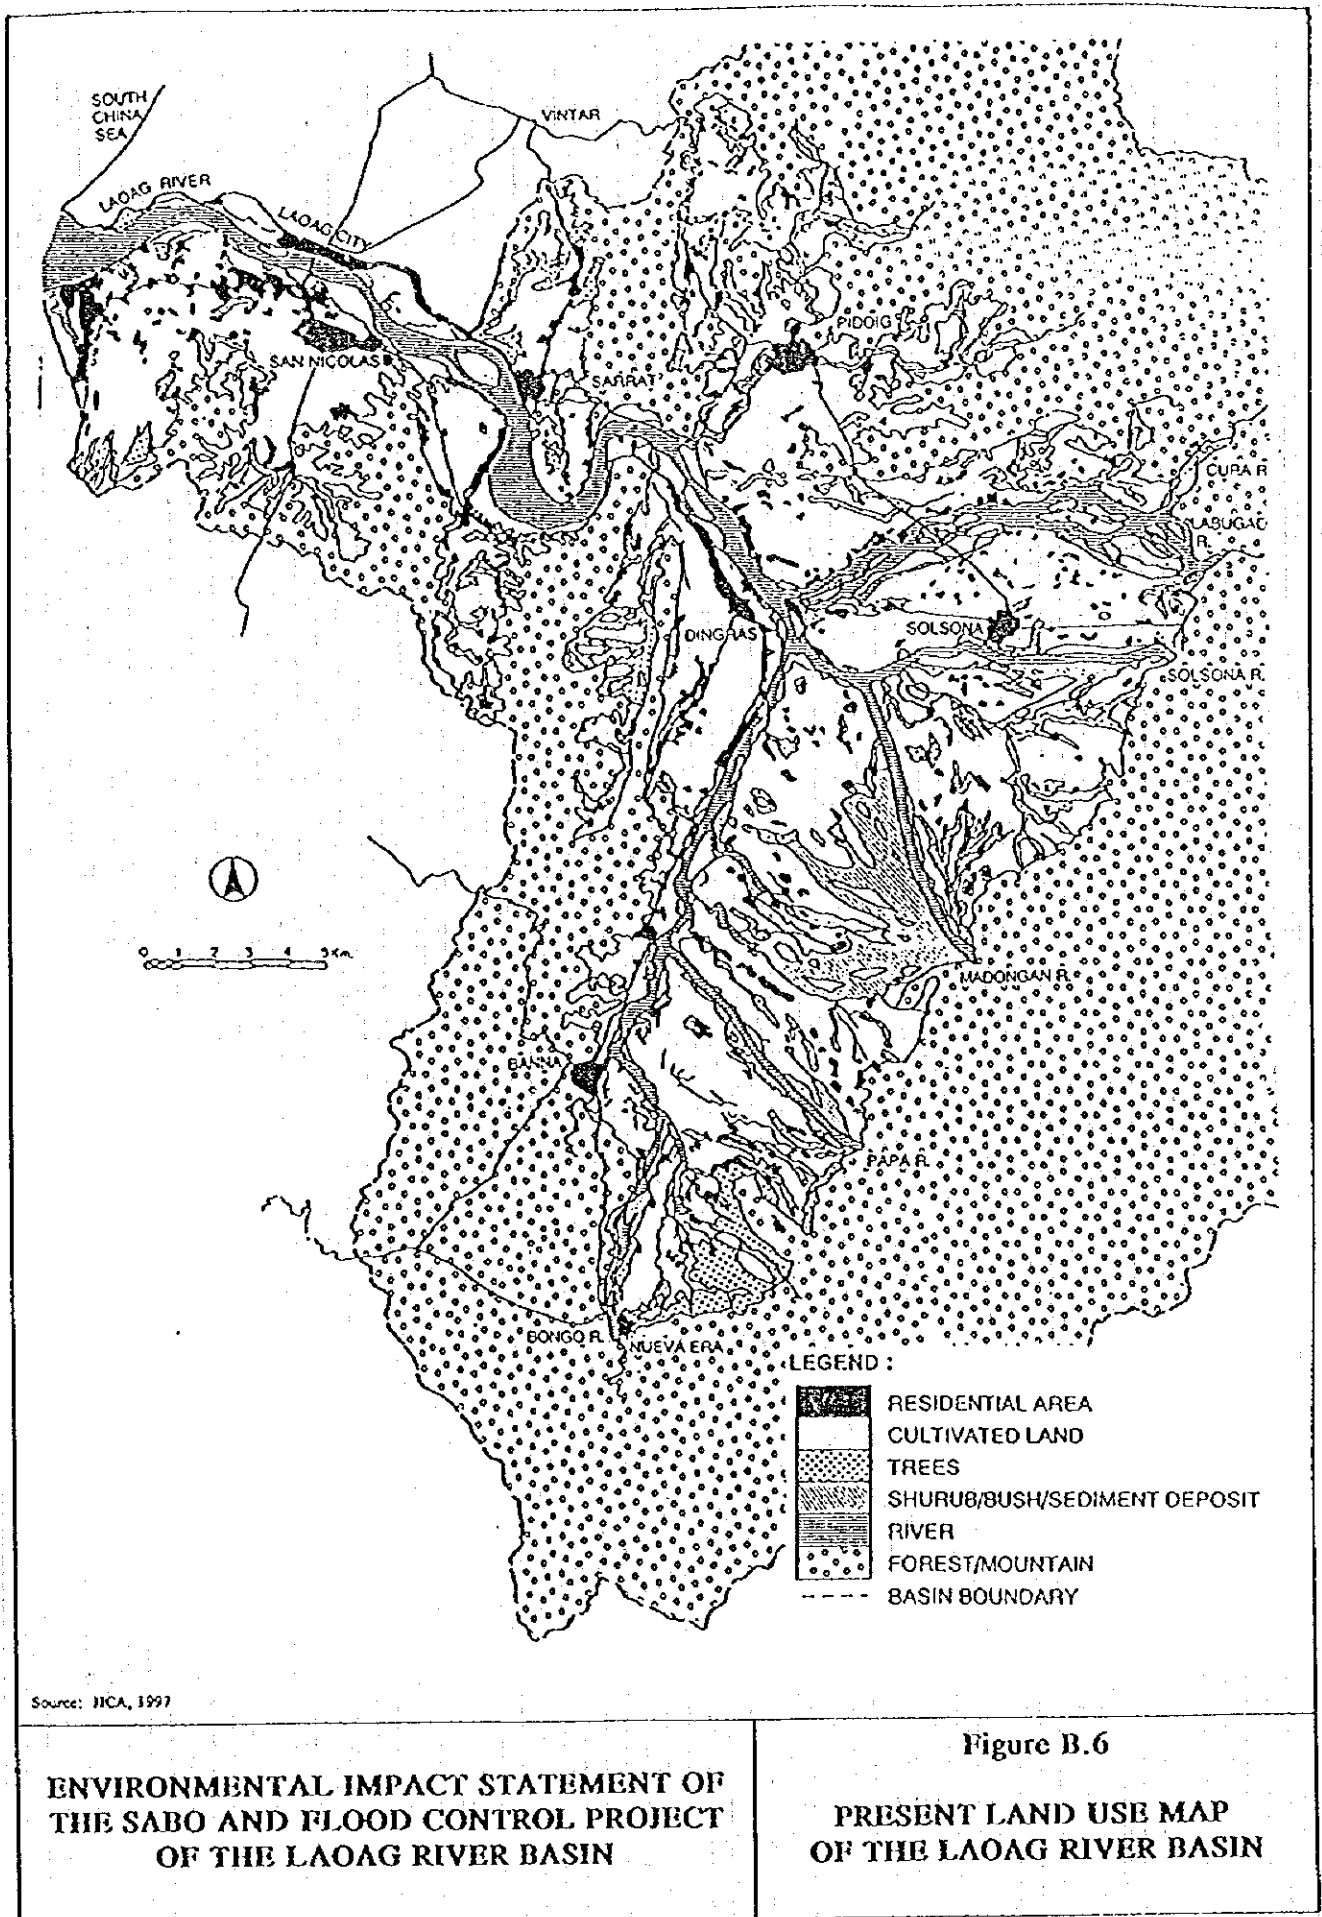 SOUTH
CHINA
SEA
VINTAR
LAOAG RIVER
LAOAG CITY
PIDDIG
SAN NICOLAS
SARRAT
CURA R
LABUGAO
R.
SOLSONA
DINGRAS
SOLSONA R.
0 1 2 3 4 5 Km.
MADONGAN R.
BANNA
PAPA R.
BONGO R.
NUEVA ERA
LEGEND :
RESIDENTIAL AREA
CULTIVATED LAND
TREES
SHURUB/BUSH/SEDIMENT DEPOSIT
RIVER
FOREST/MOUNTAIN
BASIN BOUNDARY
Source: JICA, 1997
ENVIRONMENTAL IMPACT STATEMENT OF
THE SABO AND FLOOD CONTROL PROJECT
OF THE LAOAG RIVER BASIN
Figure B.6
PRESENT LAND USE MAP
OF THE LAOAG RIVER BASIN